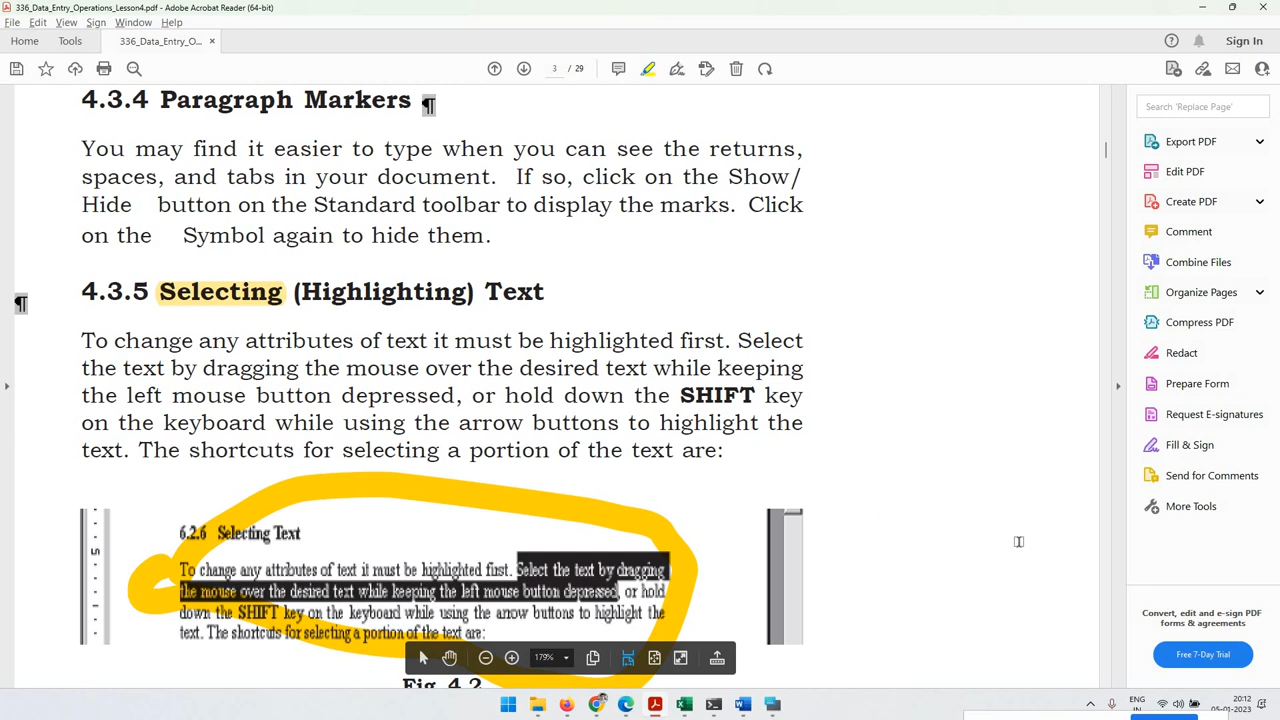 336_Data_Entry_Operations_Lesson4.pdf - Adobe Acrobat Reader (64-bit)
File Edit View Sign Window Help
Home Tools 336_Data_Entry_O... × Sign In
3 / 29
4.3.4 Paragraph Markers ¶
You may find it easier to type when you can see the returns,
spaces, and tabs in your document. If so, click on the Show/
Hide button on the Standard toolbar to display the marks. Click
on the Symbol again to hide them.
¶
4.3.5 Selecting (Highlighting) Text
To change any attributes of text it must be highlighted first. Select
the text by dragging the mouse over the desired text while keeping
the left mouse button depressed, or hold down the SHIFT key
on the keyboard while using the arrow buttons to highlight the
text. The shortcuts for selecting a portion of the text are:
5
6.2.6 Selecting Text
To change any attributes of text it must be highlighted first. Select the text by dragging
the mouse over the desired text while keeping the left mouse button depressed, or hold
down the SHIFT key on the keyboard while using the arrow buttons to highlight the
text. The shortcuts for selecting a portion of the text are:
Fig 4.2
179%
Search 'Replace Page'
Export PDF
Edit PDF
Create PDF
Comment
Combine Files
Organize Pages
Compress PDF
Redact
Prepare Form
Request E-signatures
Fill & Sign
Send for Comments
More Tools
Convert, edit and e-sign PDF
forms & agreements
Free 7-Day Trial
ENG
IN
20:12
05-01-2023